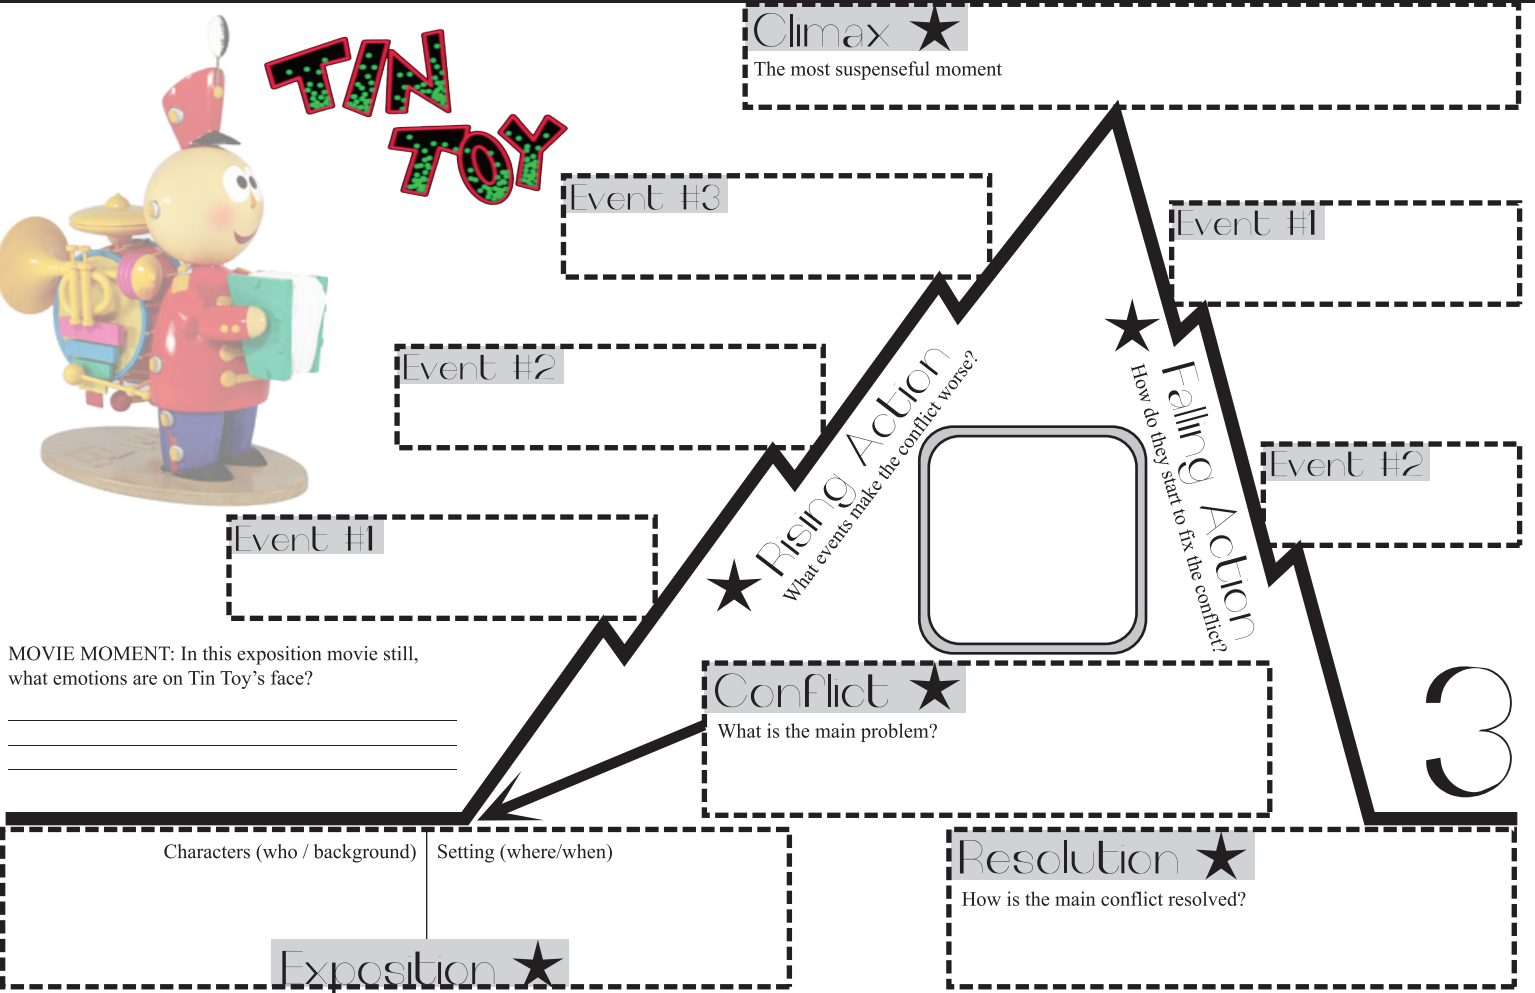 TIN
TOY
Climax
The most suspenseful moment
Event #3
Event #1
Event #2
Event #2
Event #1
Rising Action
What events make the conflict worse?
Falling Action
How do they start to fix the conflict?
MOVIE MOMENT: In this exposition movie still,
what emotions are on Tin Toy’s face?
Conflict
What is the main problem?
3
Characters (who / background)
Setting (where/when)
Exposition
Resolution
How is the main conflict resolved?